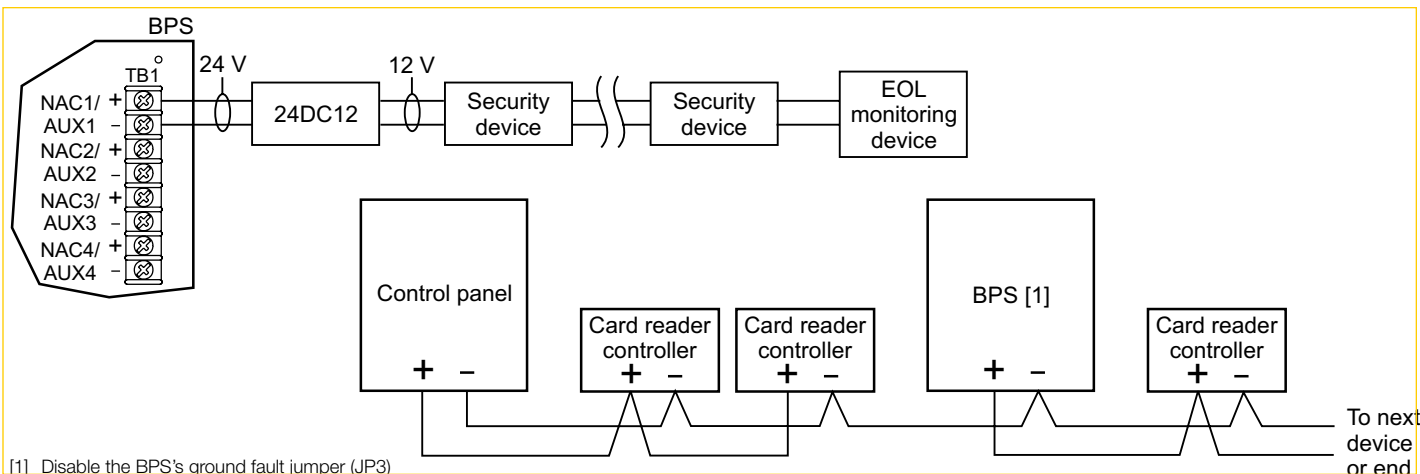 BPS
TB1
24 V
12 V
NAC1/ +
AUX1 –
NAC2/ +
AUX2 –
NAC3/ +
AUX3 –
NAC4/ +
AUX4 –
24DC12
Security
device
Security
device
EOL
monitoring
device
Control panel
+ –
Card reader
controller
+ –
Card reader
controller
+ –
BPS [1]
+ –
Card reader
controller
+ –
To next
device
or end
[1] Disable the BPS's ground fault jumper (JP3)